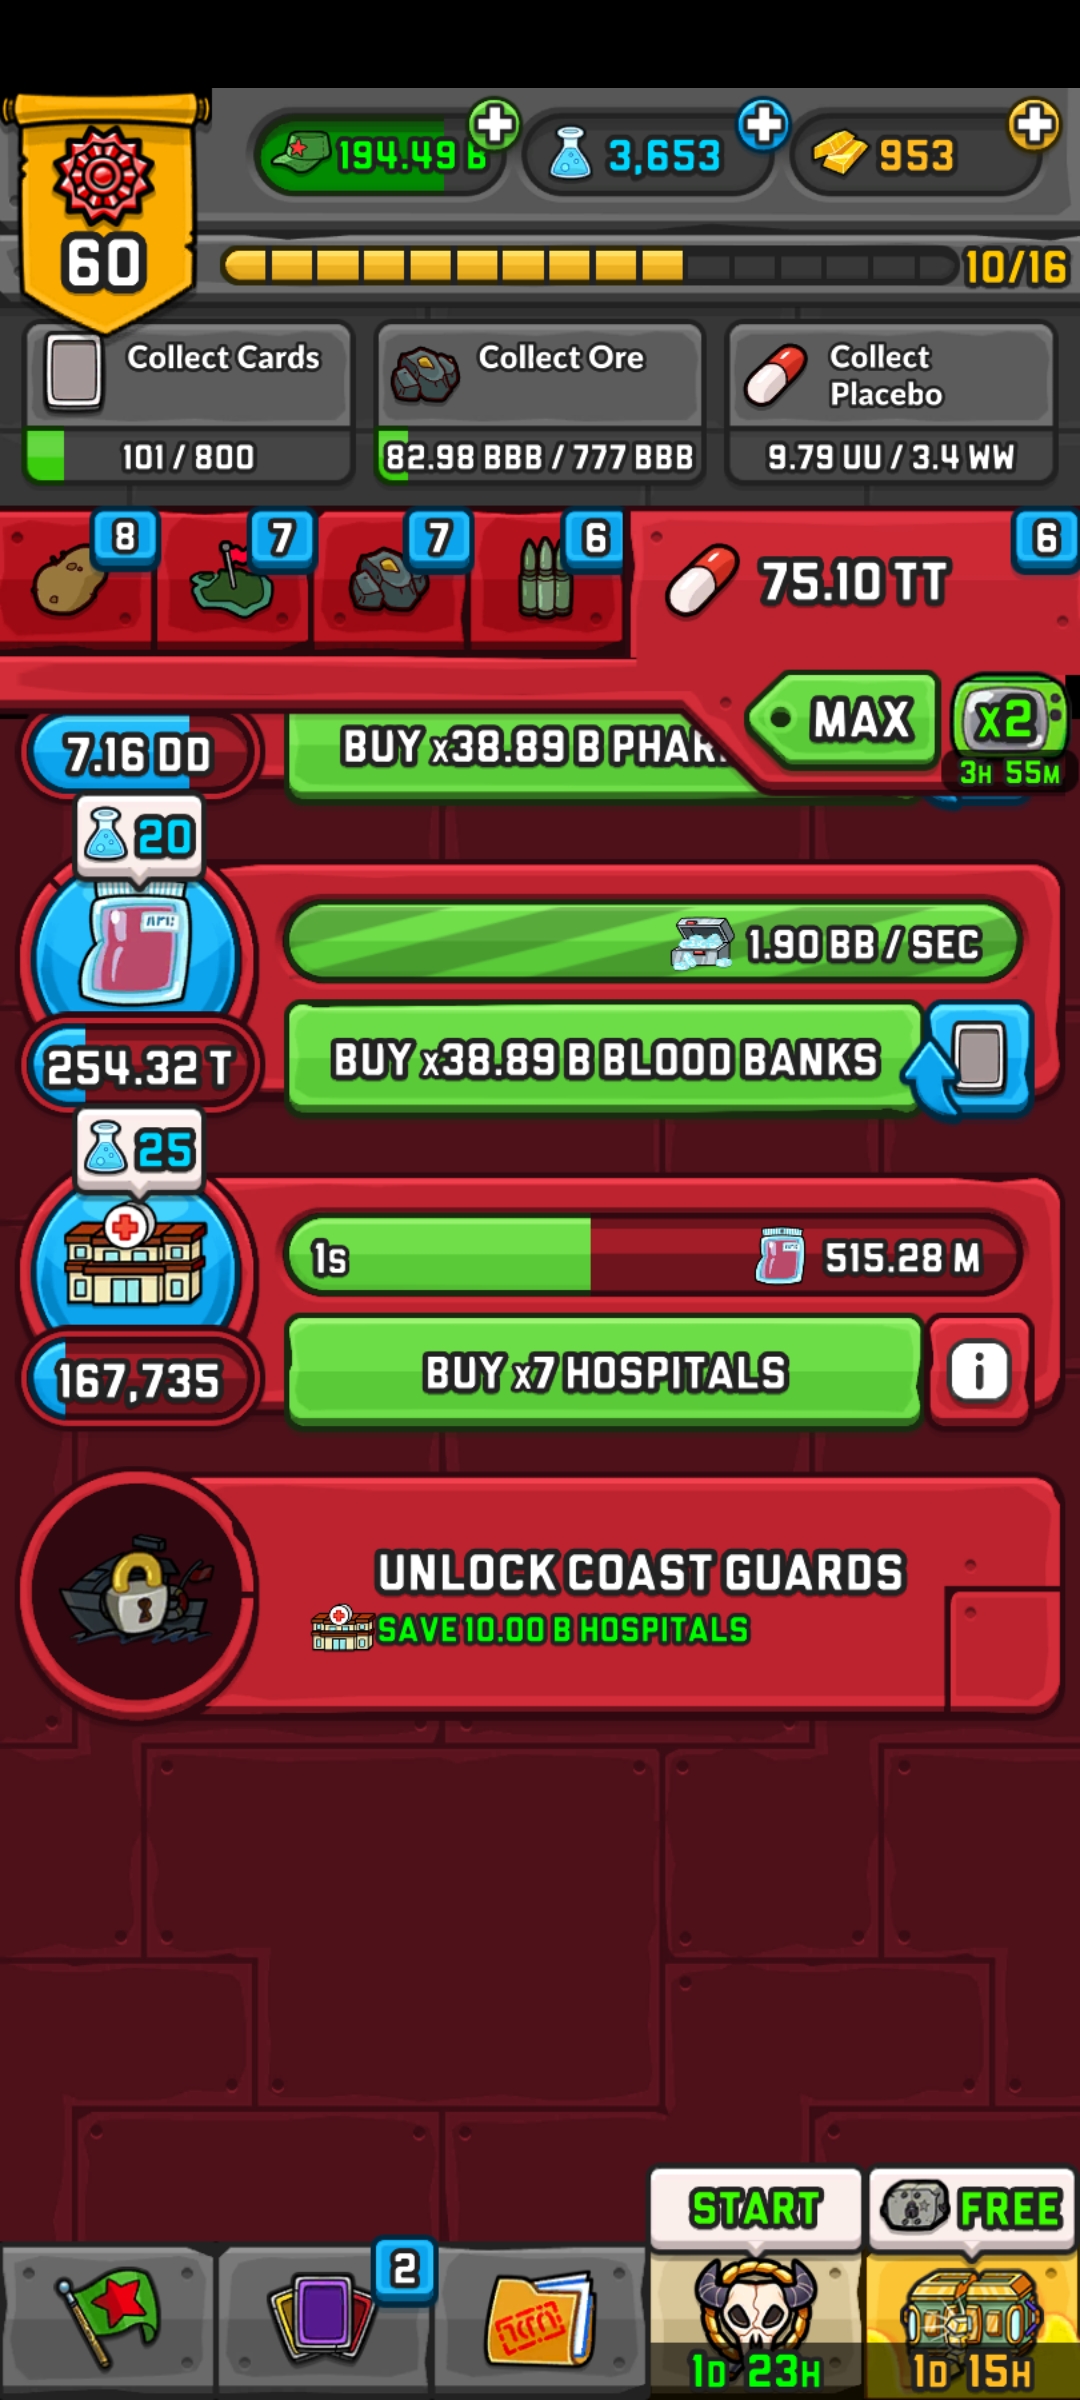 194.49 B
3,653
953
60
10/16
Collect Cards
101 / 800
Collect Ore
82.98 BBB / 777 BBB
Collect
Placebo
9.79 UU / 3.4 WW
8
7
7
6
6
75.10 TT
MAX
x2
3H 55M
7.16 DD
BUY x38.89 B PHAR
20
1.90 BB / SEC
254.32 T
BUY x38.89 B BLOOD BANKS
25
1s
515.28 M
167,735
BUY x7 HOSPITALS
i
UNLOCK COAST GUARDS
SAVE 10.00 B HOSPITALS
START
FREE
2
1D 23H
1D 15H